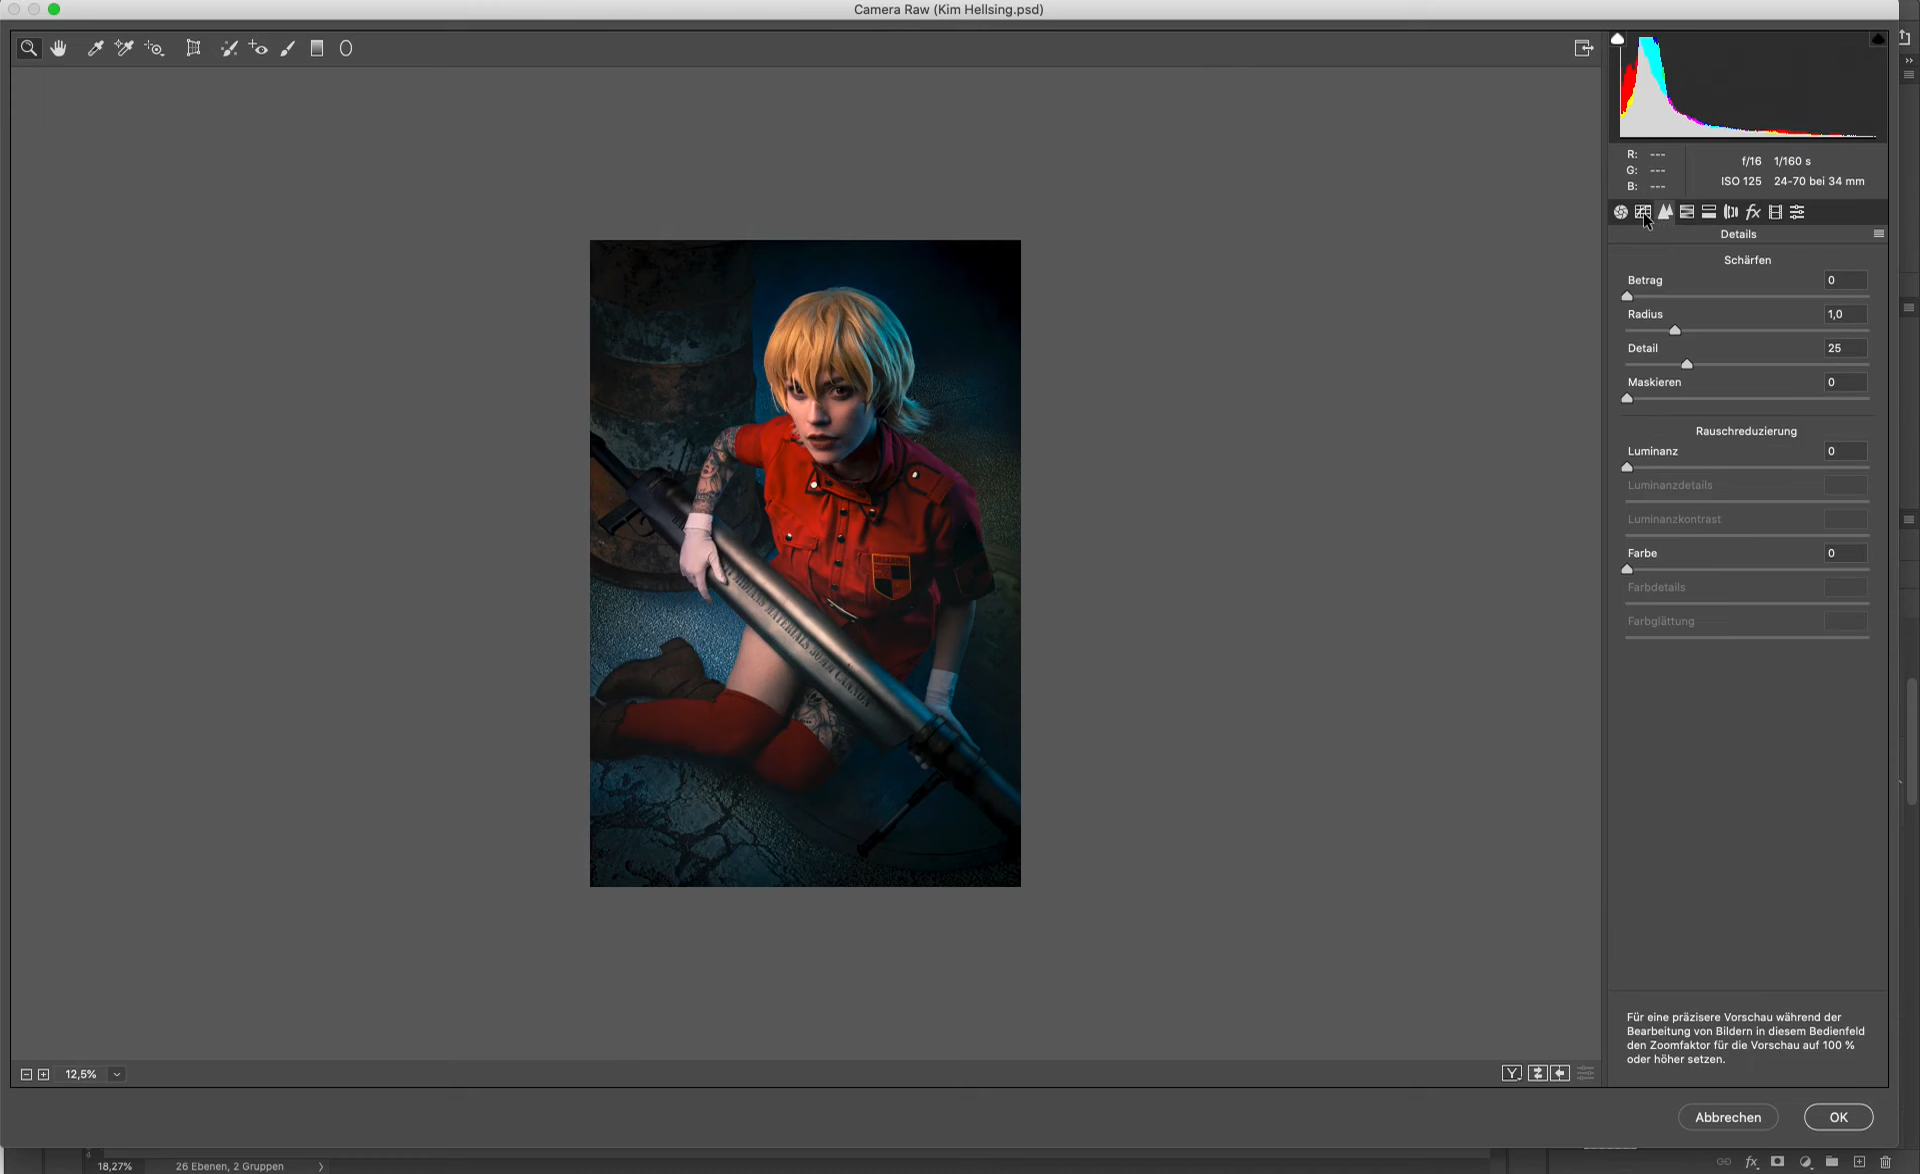 Camera Raw (Kim Hellsing.psd)
R: ---
G: ---
B: ---
f/16 1/160 s
ISO 125 24-70 bei 34 mm
Details
Schärfen
Betrag 0
Radius 1,0
Detail 25
Maskieren 0
Rauschreduzierung
Luminanz 0
Luminanzdetails
Luminanzkontrast
Farbe 0
Farbdetails
Farbglättung
Für eine präzisere Vorschau während der
Bearbeitung von Bildern in diesem Bedienfeld
den Zoomfaktor für die Vorschau auf 100 %
oder höher setzen.
12,5%
Abbrechen
OK
18,27% 26 Ebenen, 2 Gruppen